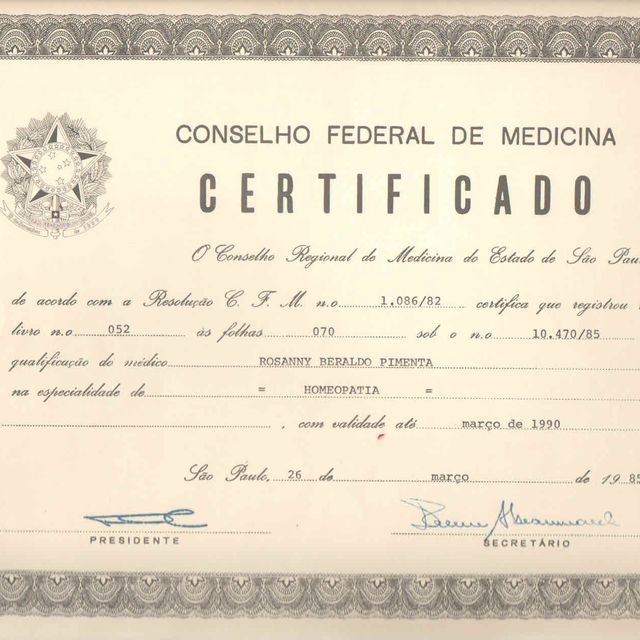 CONSELHO FEDERAL DE MEDICINA
CERTIFICADO
O Conselho Regional de Medicina do Estado de São Pau
de acordo com a Resolução C. F. M. n.o 1.086/82 certifica que registrou
livro n.o 052 às folhas 070 sob o n.o 10.470/85
qualificação do médico ROSANNY BERALDO PIMENTA
na especialidade de = HOMEOPATIA =
, com validade até março de 1990
São Paulo, 26 de março de 1985
PRESIDENTE
SECRETÁRIO